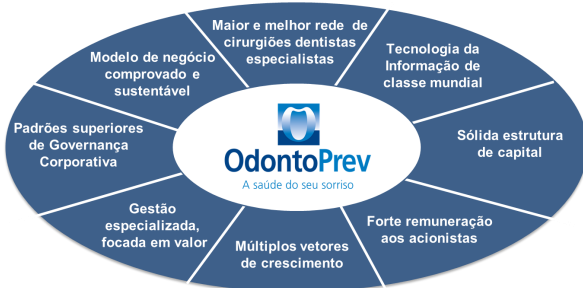 Maior e melhor rede de
cirurgiões dentistas
especialistas
Tecnologia da
Informação de
classe mundial
Sólida estrutura
de capital
Forte remuneração
aos acionistas
Múltiplos vetores
de crescimento
Gestão
especializada,
focada em valor
Padrões superiores
de Governança
Corporativa
Modelo de negócio
comprovado e
sustentável
OdontoPrev
A saúde do seu sorriso